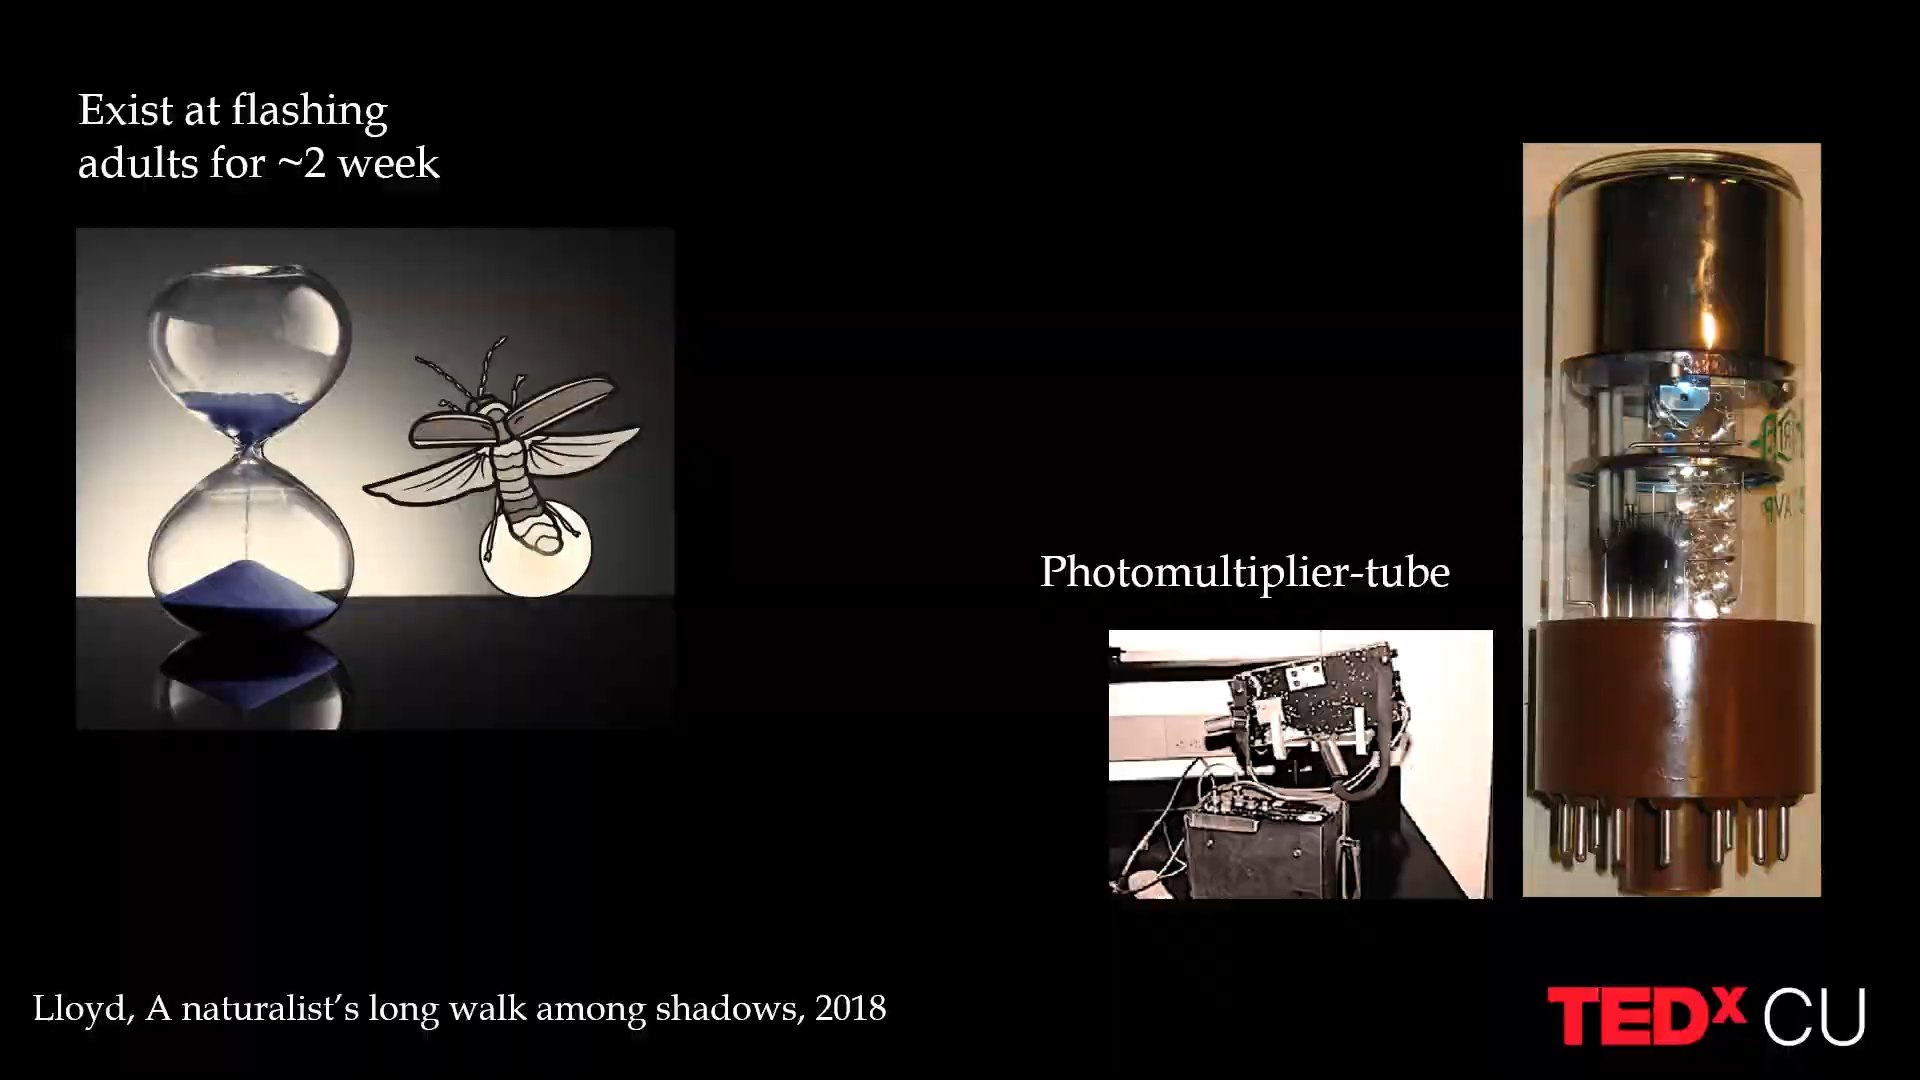 Exist at flashing
adults for ~2 week
Photomultiplier-tube
Lloyd, A naturalist’s long walk among shadows, 2018
TEDx CU